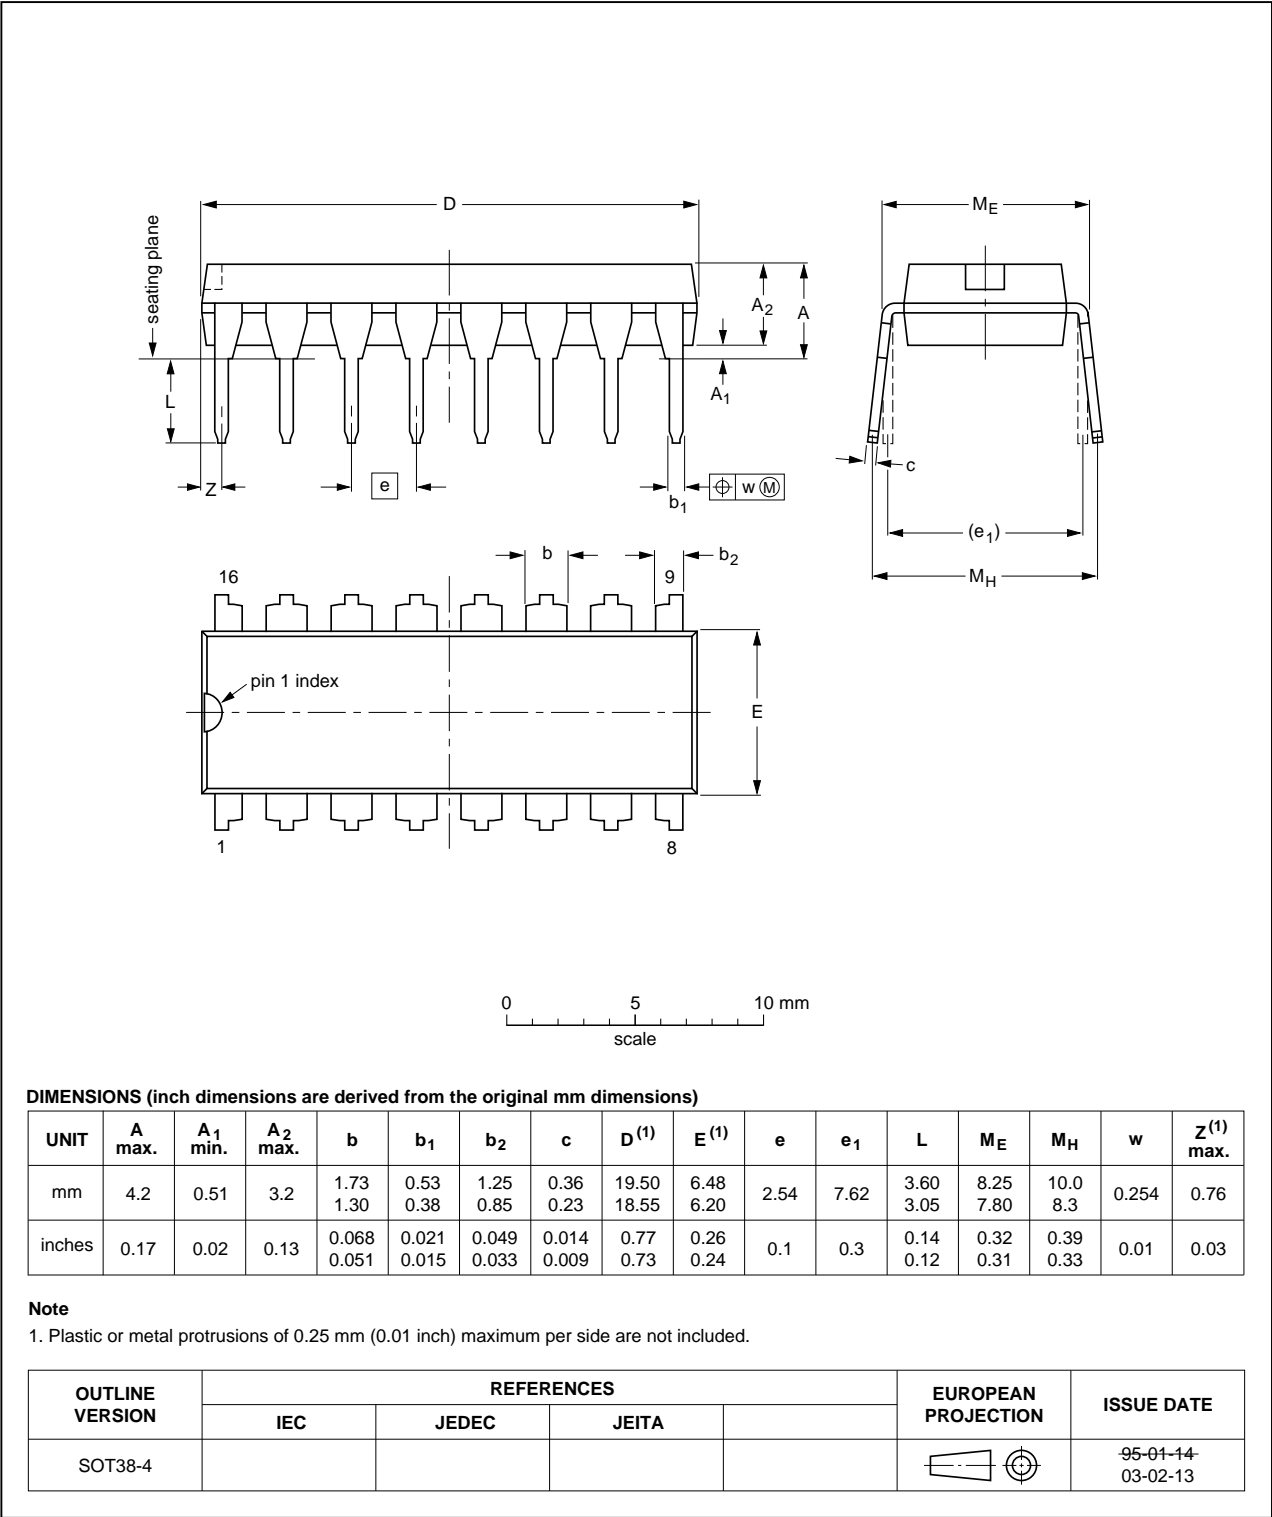 D
ME
seating plane
A2
A
A1
L
Z
e
b1
w M
c
(e1)
MH
b
b2
16
9
pin 1 index
E
1
8
0 5 10 mm
scale
DIMENSIONS (inch dimensions are derived from the original mm dimensions)
UNIT A max. A1 min. A2 max. b b1 b2 c D(1) E(1) e e1 L ME MH w Z(1) max.
mm 4.2 0.51 3.2 1.73 1.30 0.53 0.38 1.25 0.85 0.36 0.23 19.50 18.55 6.48 6.20 2.54 7.62 3.60 3.05 8.25 7.80 10.0 8.3 0.254 0.76
inches 0.17 0.02 0.13 0.068 0.051 0.021 0.015 0.049 0.033 0.014 0.009 0.77 0.73 0.26 0.24 0.1 0.3 0.14 0.12 0.32 0.31 0.39 0.33 0.01 0.03
Note
1. Plastic or metal protrusions of 0.25 mm (0.01 inch) maximum per side are not included.
OUTLINE VERSION REFERENCES EUROPEAN PROJECTION ISSUE DATE
IEC JEDEC JEITA
SOT38-4 95-01-14
03-02-13